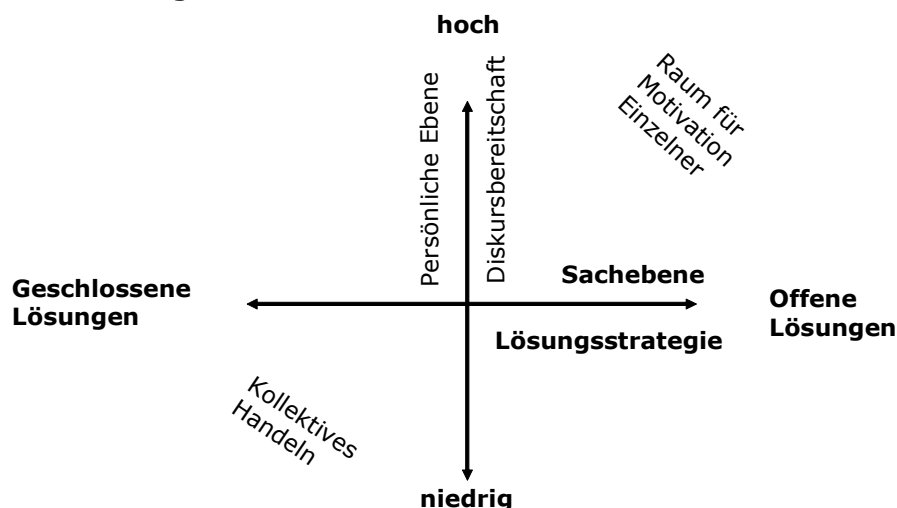 hoch
Persönliche Ebene
Diskursbereitschaft
Raum für
Motivation
Einzelner
Geschlossene
Lösungen
Sachebene
Offene
Lösungen
Lösungsstrategie
Kollektives
Handeln
niedrig